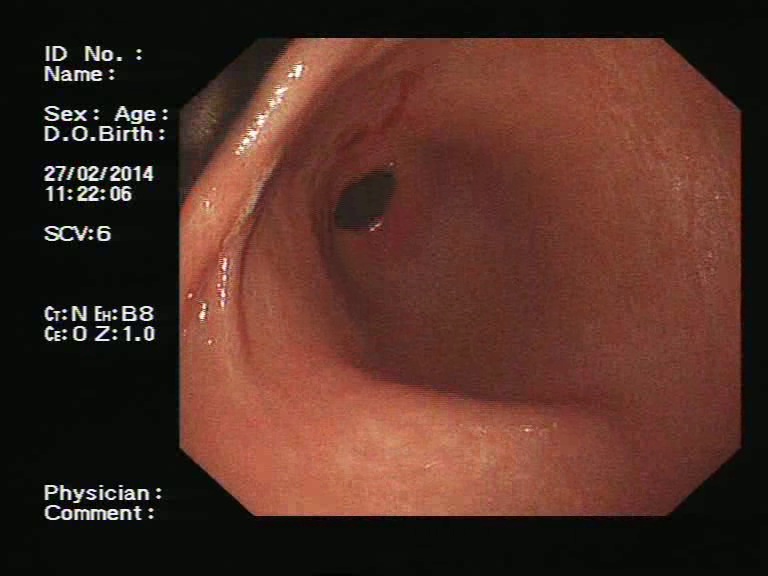 ID No. :
Name :
Sex : Age :
D.O.Birth :
27/02/2014
11:22:06
SCV:6
CT:N EH:B8
CE:0 Z:1.0
Physician :
Comment :